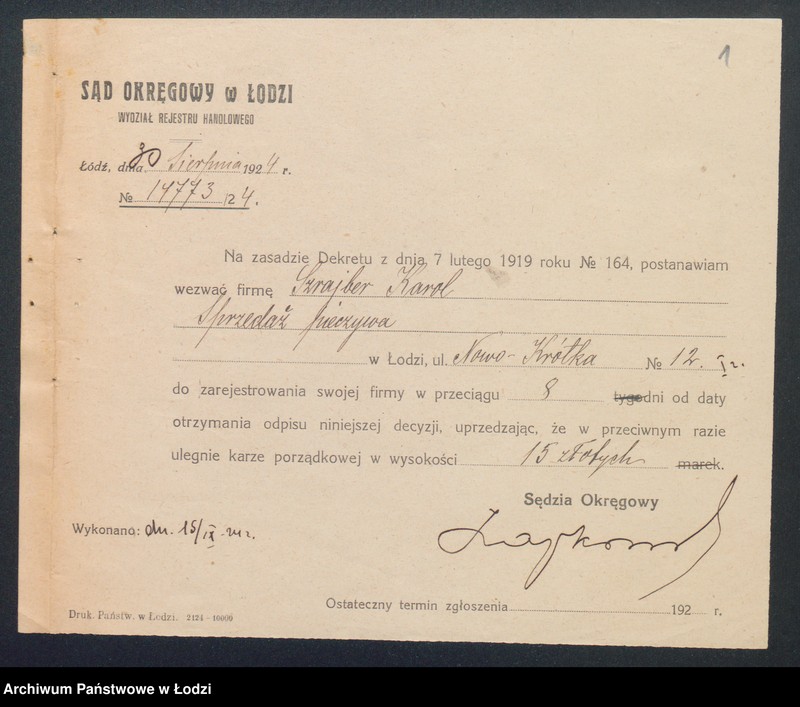 1
SĄD OKRĘGOWY w ŁODZI
WYDZIAŁ REJESTRU HANDLOWEGO
Łódź, dnia 30 Sierpnia 1924 r.
№ 14773 /24.
Na zasadzie Dekretu z dnia 7 lutego 1919 roku № 164, postanawiam
wezwać firmę Szrajber Karol
Sprzedaż pieczywa
w Łodzi, ul. Nowo-Krótka № 12.
do zarejestrowania swojej firmy w przeciągu 8 tygodni od daty
otrzymania odpisu niniejszej decyzji, uprzedzając, że w przeciwnym razie
ulegnie karze porządkowej w wysokości 15 złotych marek.
Sędzia Okręgowy
Wykonano: dn. 15/IX 24 r.
Ostateczny termin zgłoszenia 192 r.
Druk. Państw. w Łodzi. 2124—10000
Archiwum Państwowe w Łodzi